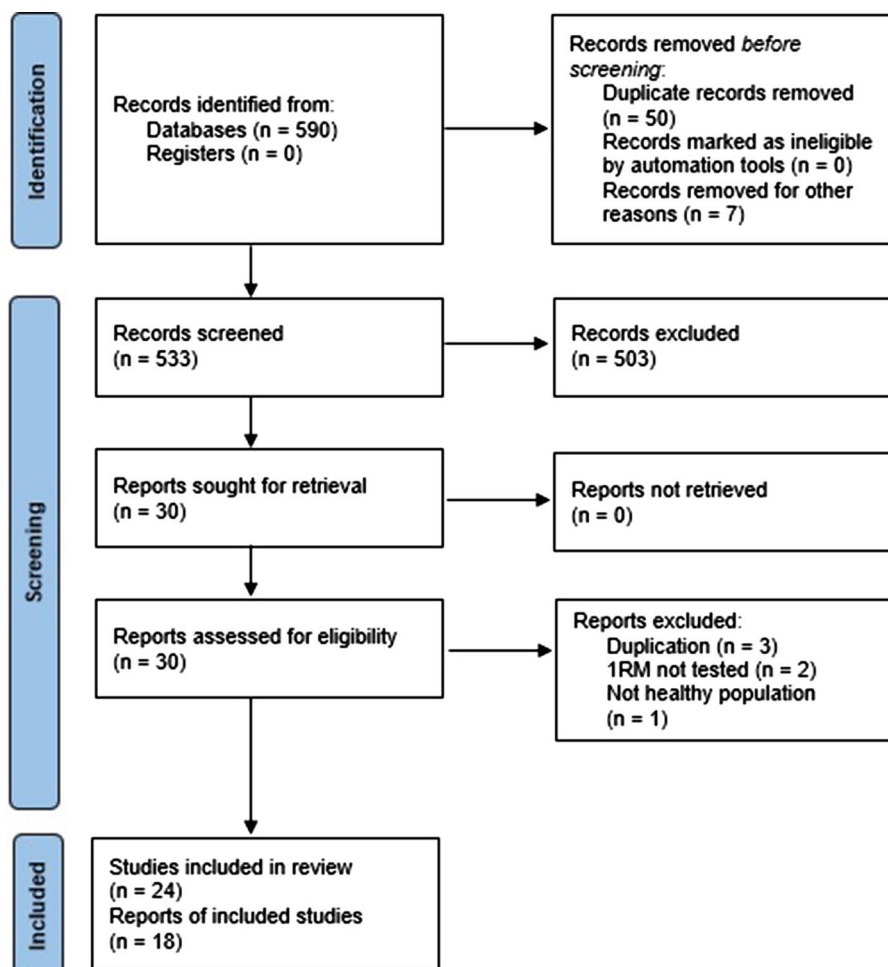 Identification
Records identified from:
Databases (n = 590)
Registers (n = 0)
Records removed before
screening:
Duplicate records removed
(n = 50)
Records marked as ineligible
by automation tools (n = 0)
Records removed for other
reasons (n = 7)
Screening
Records screened
(n = 533)
Records excluded
(n = 503)
Reports sought for retrieval
(n = 30)
Reports not retrieved
(n = 0)
Reports assessed for eligibility
(n = 30)
Reports excluded:
Duplication (n = 3)
1RM not tested (n = 2)
Not healthy population
(n = 1)
Included
Studies included in review
(n = 24)
Reports of included studies
(n = 18)